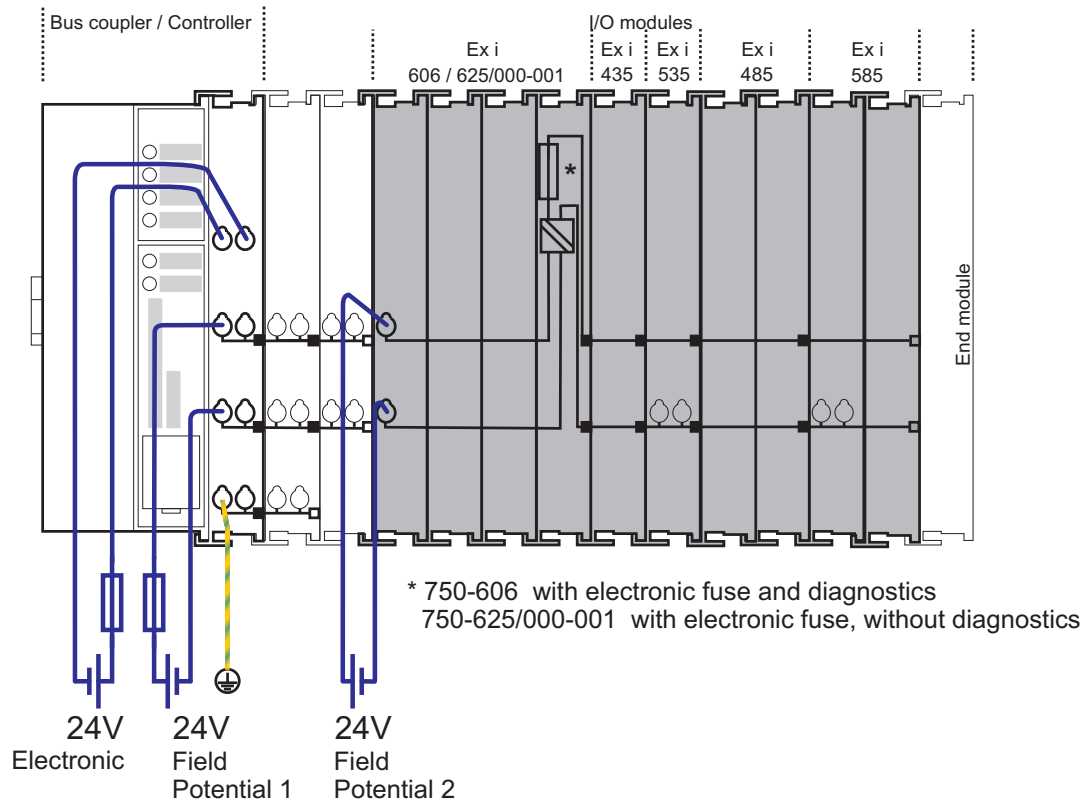 Bus coupler / Controller
I/O modules
Ex i
606 / 625/000-001
Ex i
435
Ex i
535
Ex i
485
Ex i
585
*
End module
* 750-606 with electronic fuse and diagnostics
750-625/000-001 with electronic fuse, without diagnostics
24V
Electronic
24V
Field
Potential 1
24V
Field
Potential 2